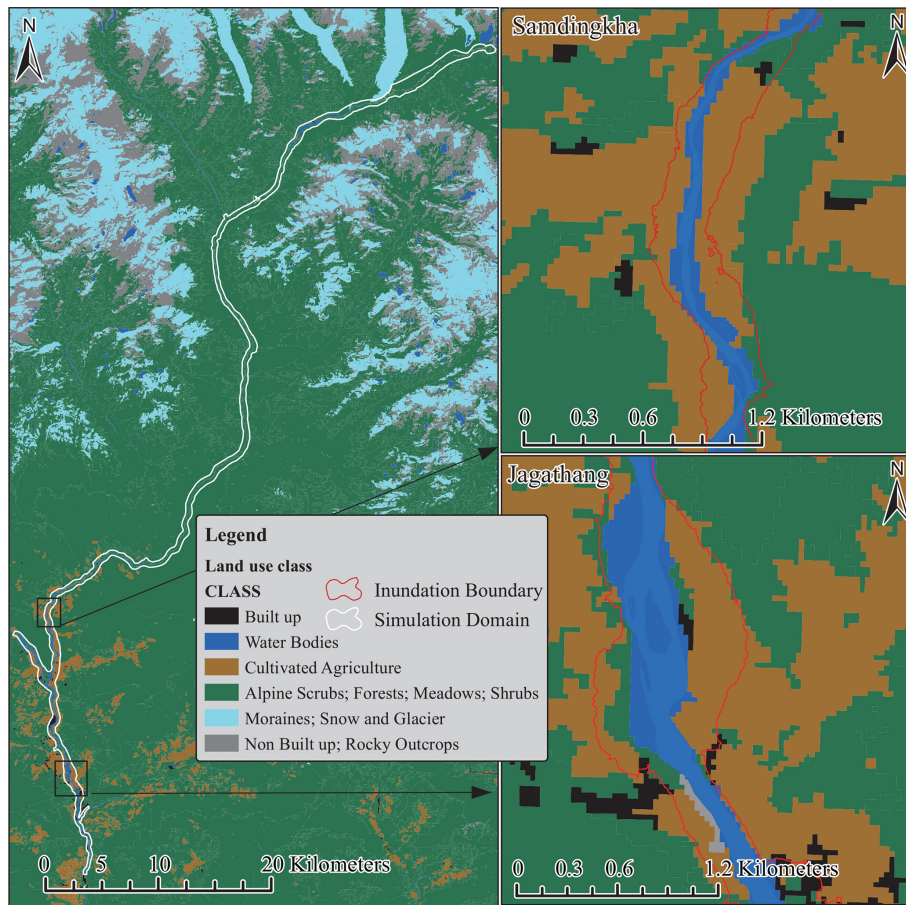 N
Legend
Land use class
CLASS
Built up
Water Bodies
Cultivated Agriculture
Alpine Scrubs; Forests; Meadows; Shrubs
Moraines; Snow and Glacier
Non Built up; Rocky Outcrops
Inundation Boundary
Simulation Domain
0 5 10 20 Kilometers
Samdingkha
N
0 0.3 0.6 1.2 Kilometers
Jagathang
N
0 0.3 0.6 1.2 Kilometers